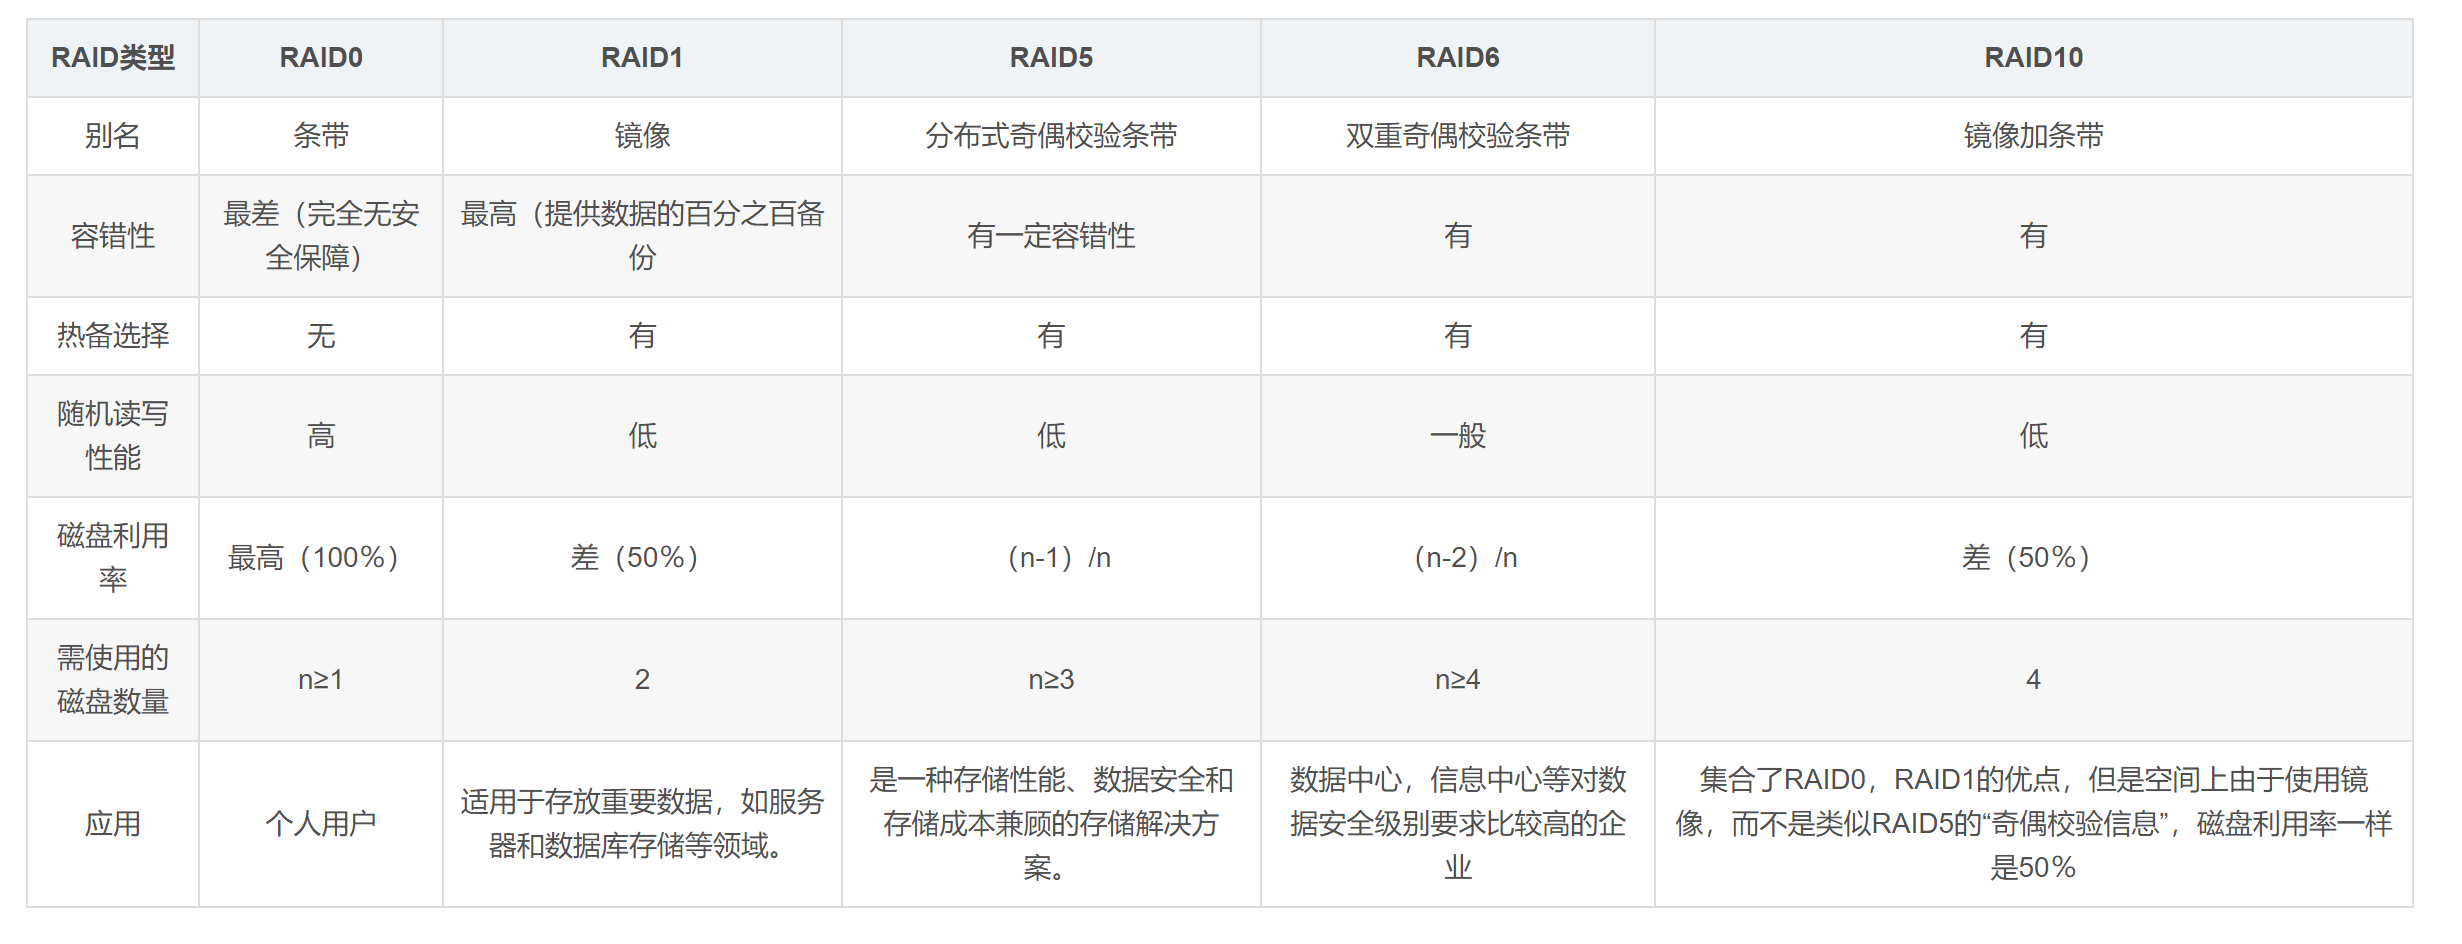 RAID类型 RAID0 RAID1 RAID5 RAID6 RAID10
别名 条带 镜像 分布式奇偶校验条带 双重奇偶校验条带 镜像加条带
容错性
最差（完全无安
全保障）
最高（提供数据的百分之百备
份
有一定容错性
有
有
热备选择 无 有 有 有 有
随机读写
性能
高
低
低
一般
低
磁盘利用
率
最高（100%）
差（50%）
（n-1）/n
（n-2）/n
差（50%）
需使用的
磁盘数量
n≥1
2
n≥3
n≥4
4
应用
个人用户
适用于存放重要数据，如服务
器和数据库存储等领域。
是一种存储性能、数据安全和
存储成本兼顾的存储解决方
案。
数据中心，信息中心等对数
据安全级别要求比较高的企
业
集合了RAID0，RAID1的优点，但是空间上由于使用镜
像，而不是类似RAID5的“奇偶校验信息”，磁盘利用率一样
是50%